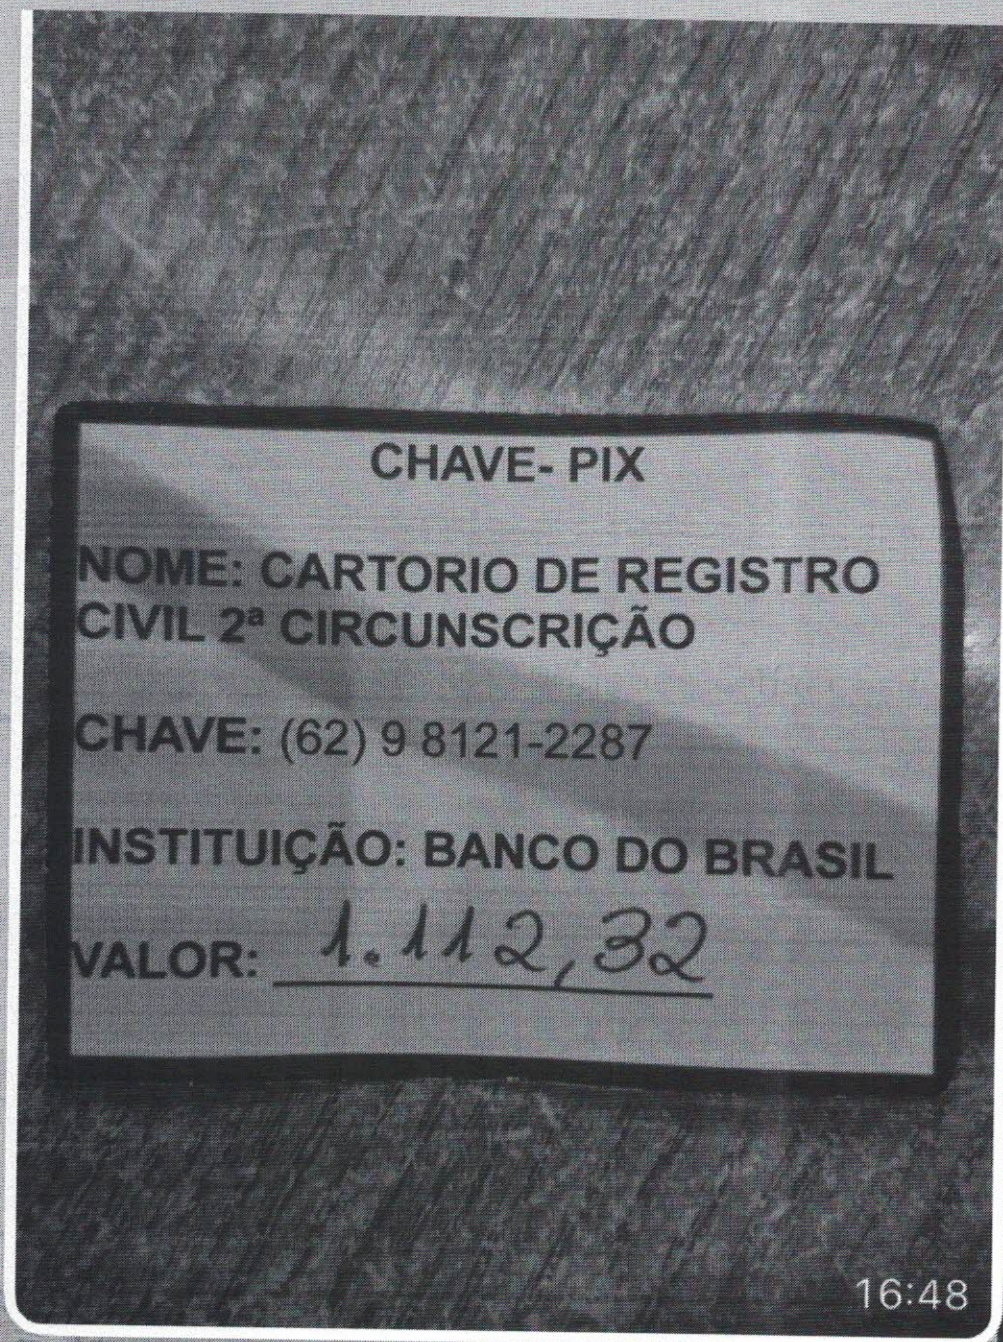 CHAVE- PIX
NOME: CARTORIO DE REGISTRO
CIVIL 2ª CIRCUNSCRIÇÃO
CHAVE: (62) 9 8121-2287
INSTITUIÇÃO: BANCO DO BRASIL
VALOR: 1.112,32
16:48